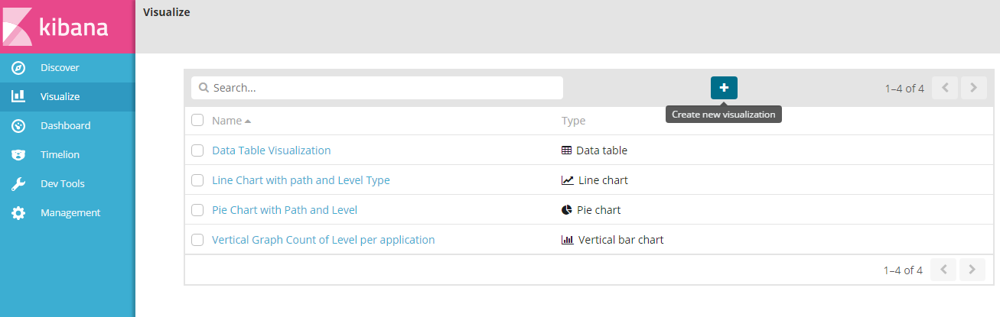 kibana
Visualize
Discover
Visualize
Dashboard
Timelion
Dev Tools
Management
Search...
1–4 of 4
Create new visualization
Name Type
Data Table Visualization Data table
Line Chart with path and Level Type Line chart
Pie Chart with Path and Level Pie chart
Vertical Graph Count of Level per application Vertical bar chart
1–4 of 4